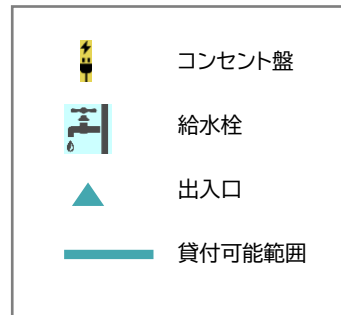 コンセント盤
給水栓
出入口
貸付可能範囲